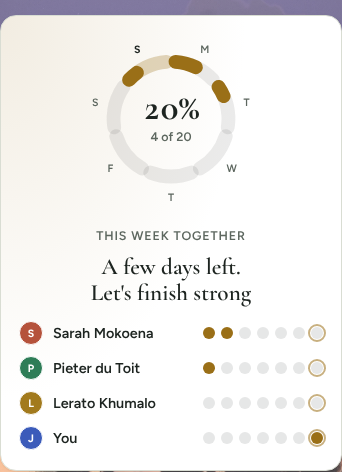 S
M
S
T
20%
4 of 20
F
W
T
THIS WEEK TOGETHER
A few days left.
Let's finish strong
S Sarah Mokoena
P Pieter du Toit
L Lerato Khumalo
J You